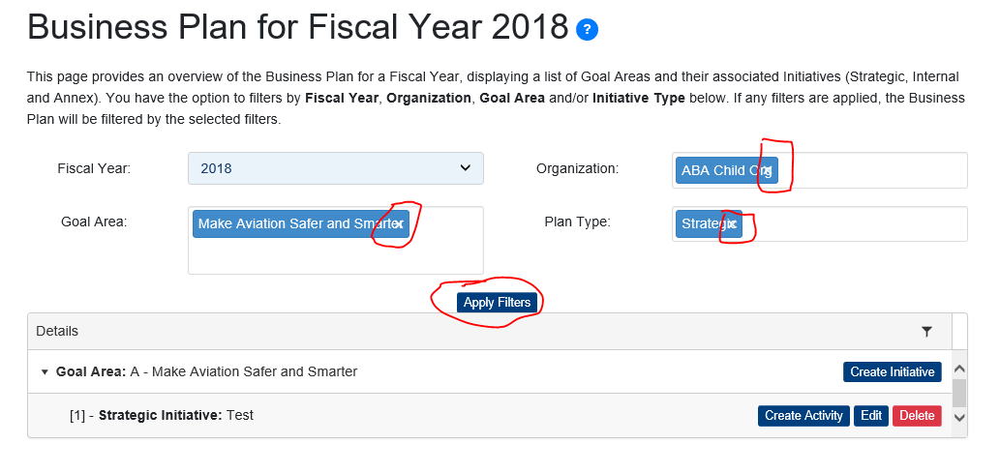 Business Plan for Fiscal Year 2018 ?
This page provides an overview of the Business Plan for a Fiscal Year, displaying a list of Goal Areas and their associated Initiatives (Strategic, Internal
and Annex). You have the option to filters by Fiscal Year, Organization, Goal Area and/or Initiative Type below. If any filters are applied, the Business
Plan will be filtered by the selected filters.
Fiscal Year: 2018 Organization: ABA Child Org ×
Goal Area: Make Aviation Safer and Smarter × Plan Type: Strategic ×
Apply Filters
Details
Goal Area: A - Make Aviation Safer and Smarter Create Initiative
[1] - Strategic Initiative: Test Create Activity Edit Delete